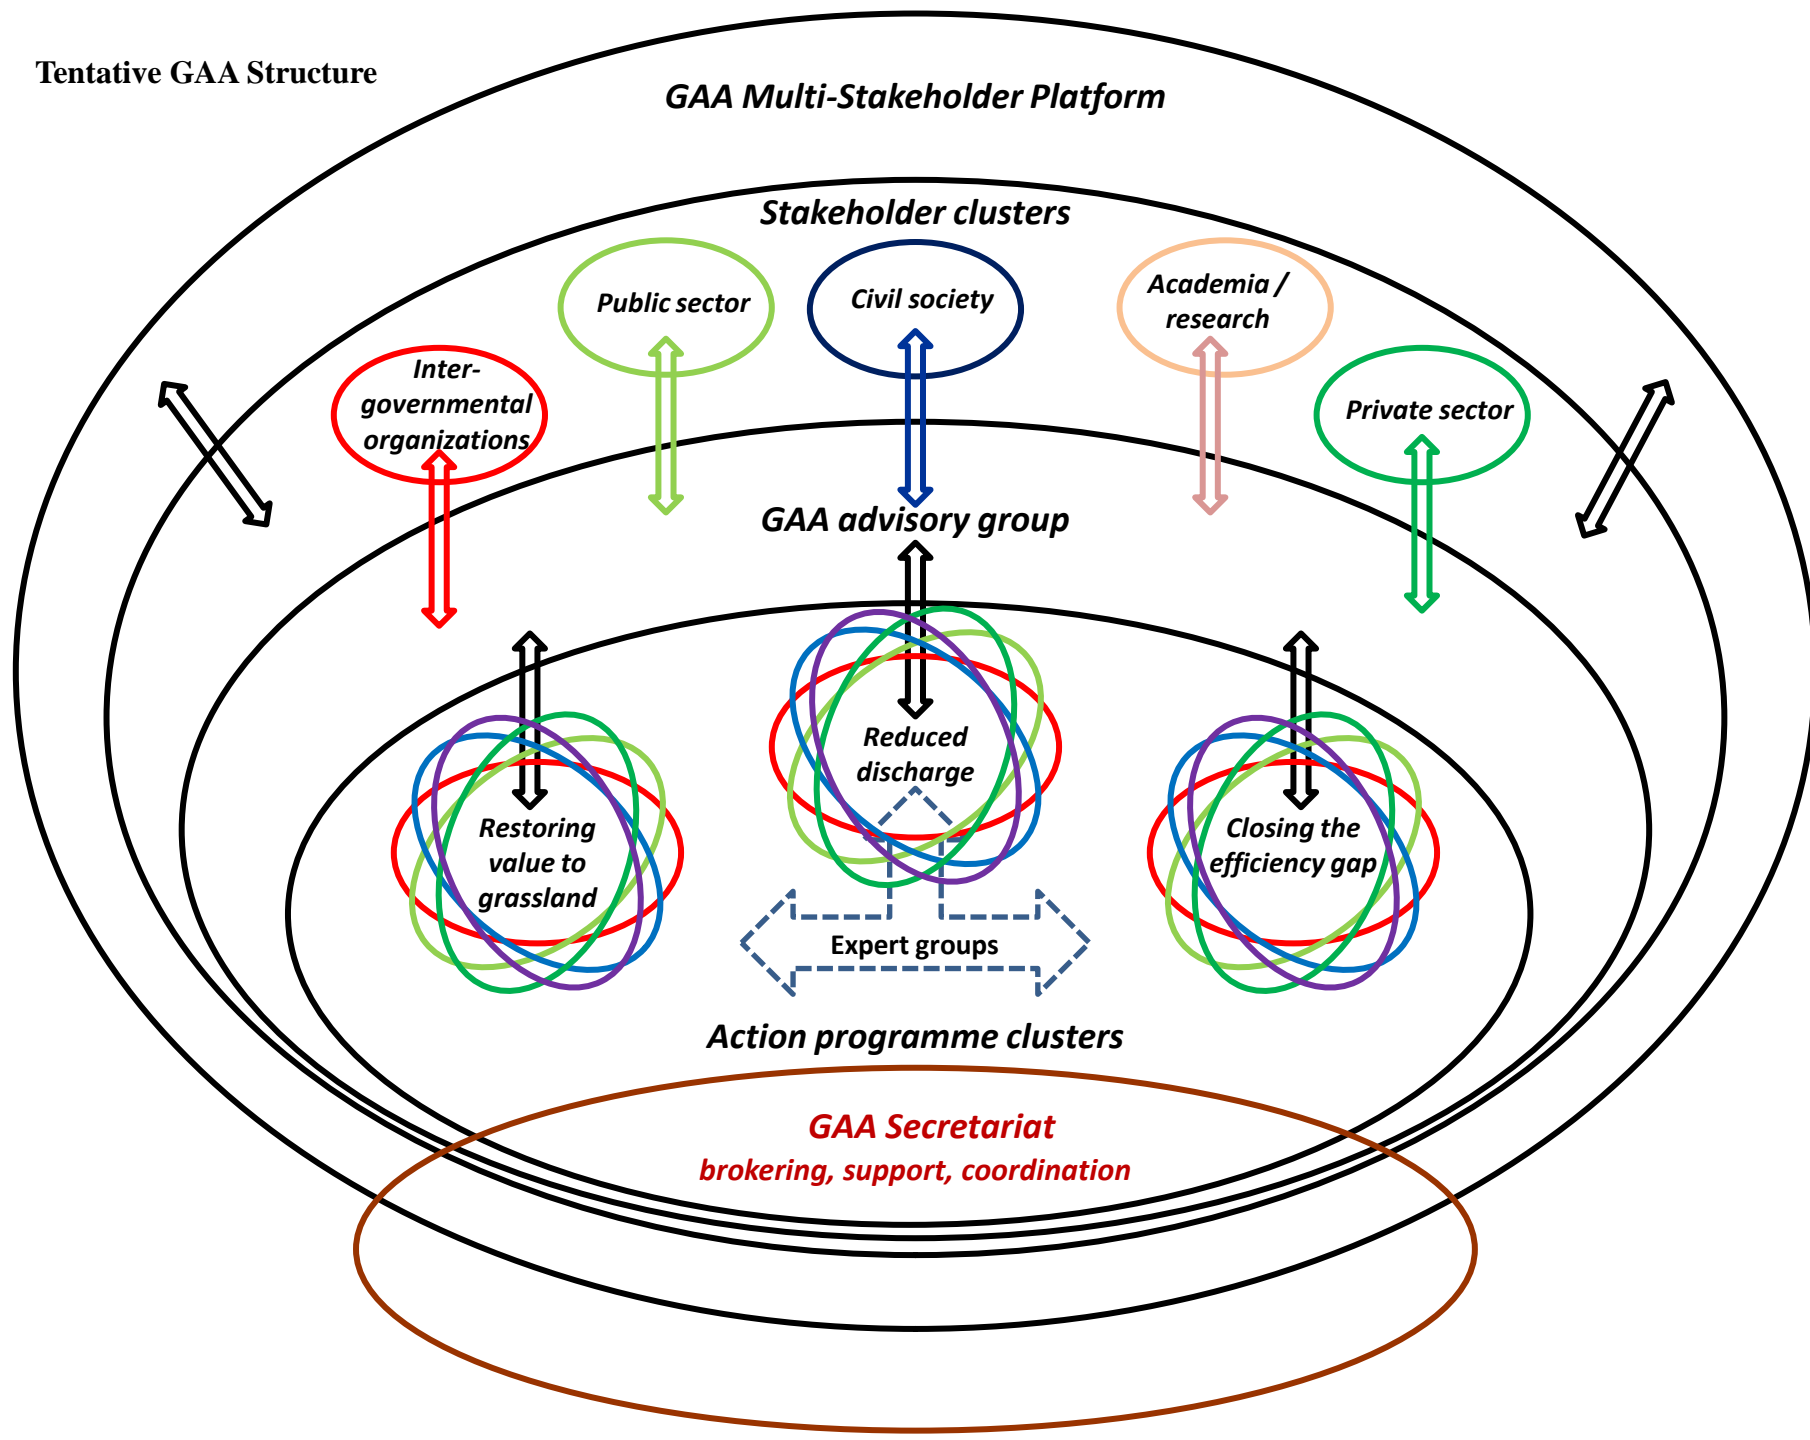 Tentative GAA Structure
GAA Multi-Stakeholder Platform
Stakeholder clusters
Inter-
governmental
organizations
Public sector
Civil society
Academia /
research
Private sector
GAA advisory group
Restoring
value to
grassland
Reduced
discharge
Closing the
efficiency gap
Expert groups
Action programme clusters
GAA Secretariat
brokering, support, coordination